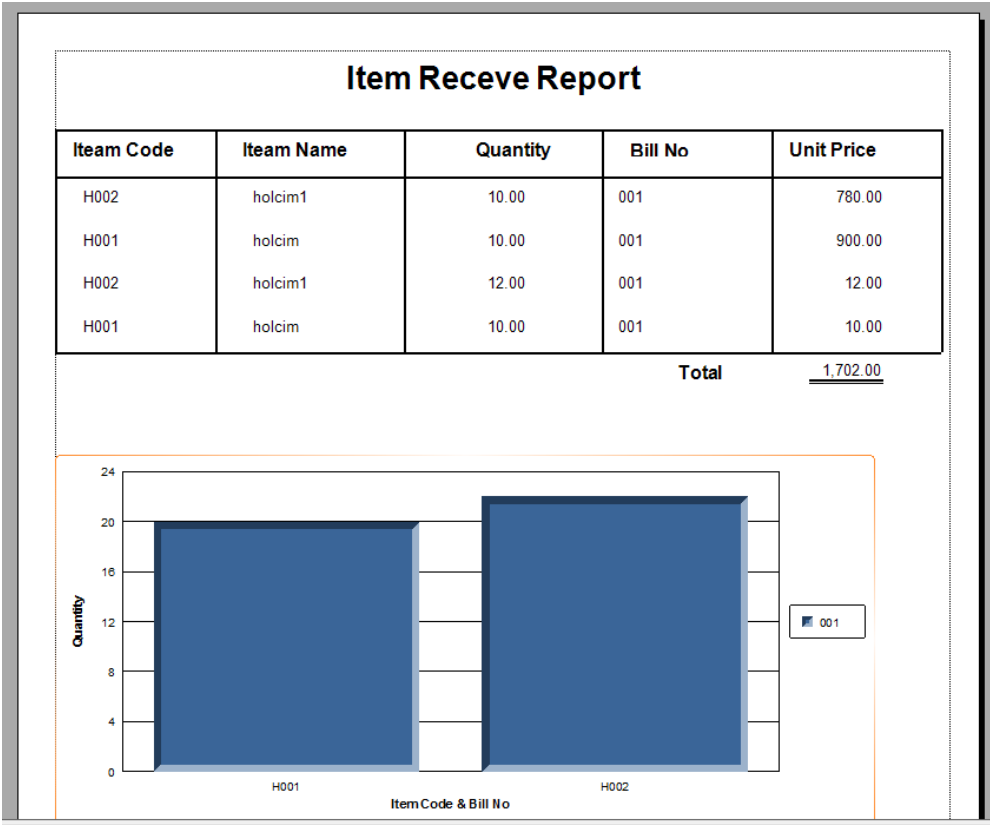 Item Receve Report
Iteam Code Iteam Name Quantity Bill No Unit Price
H002 holcim1 10.00 001 780.00
H001 holcim 10.00 001 900.00
H002 holcim1 12.00 001 12.00
H001 holcim 10.00 001 10.00
Total 1,702.00
24
20
16
12
8
4
0
Quantity
001
H001 H002
Item Code & Bill No